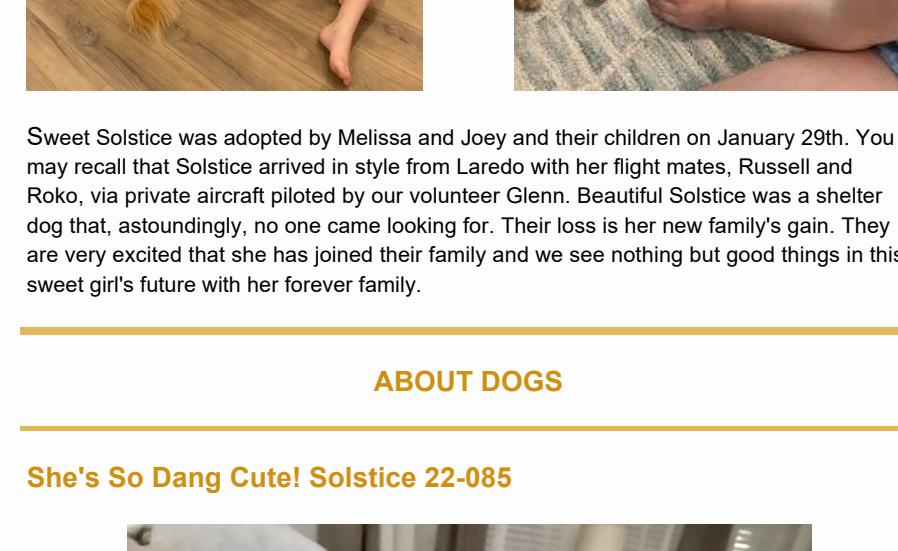 Sweet Solstice was adopted by Melissa and Joey and their children on January 29th. You
may recall that Solstice arrived in style from Laredo with her flight mates, Russell and
Roko, via private aircraft piloted by our volunteer Glenn. Beautiful Solstice was a shelter
dog that, astoundingly, no one came looking for. Their loss is her new family's gain. They
are very excited that she has joined their family and we see nothing but good things in this
sweet girl's future with her forever family.
ABOUT DOGS
She's So Dang Cute! Solstice 22-085